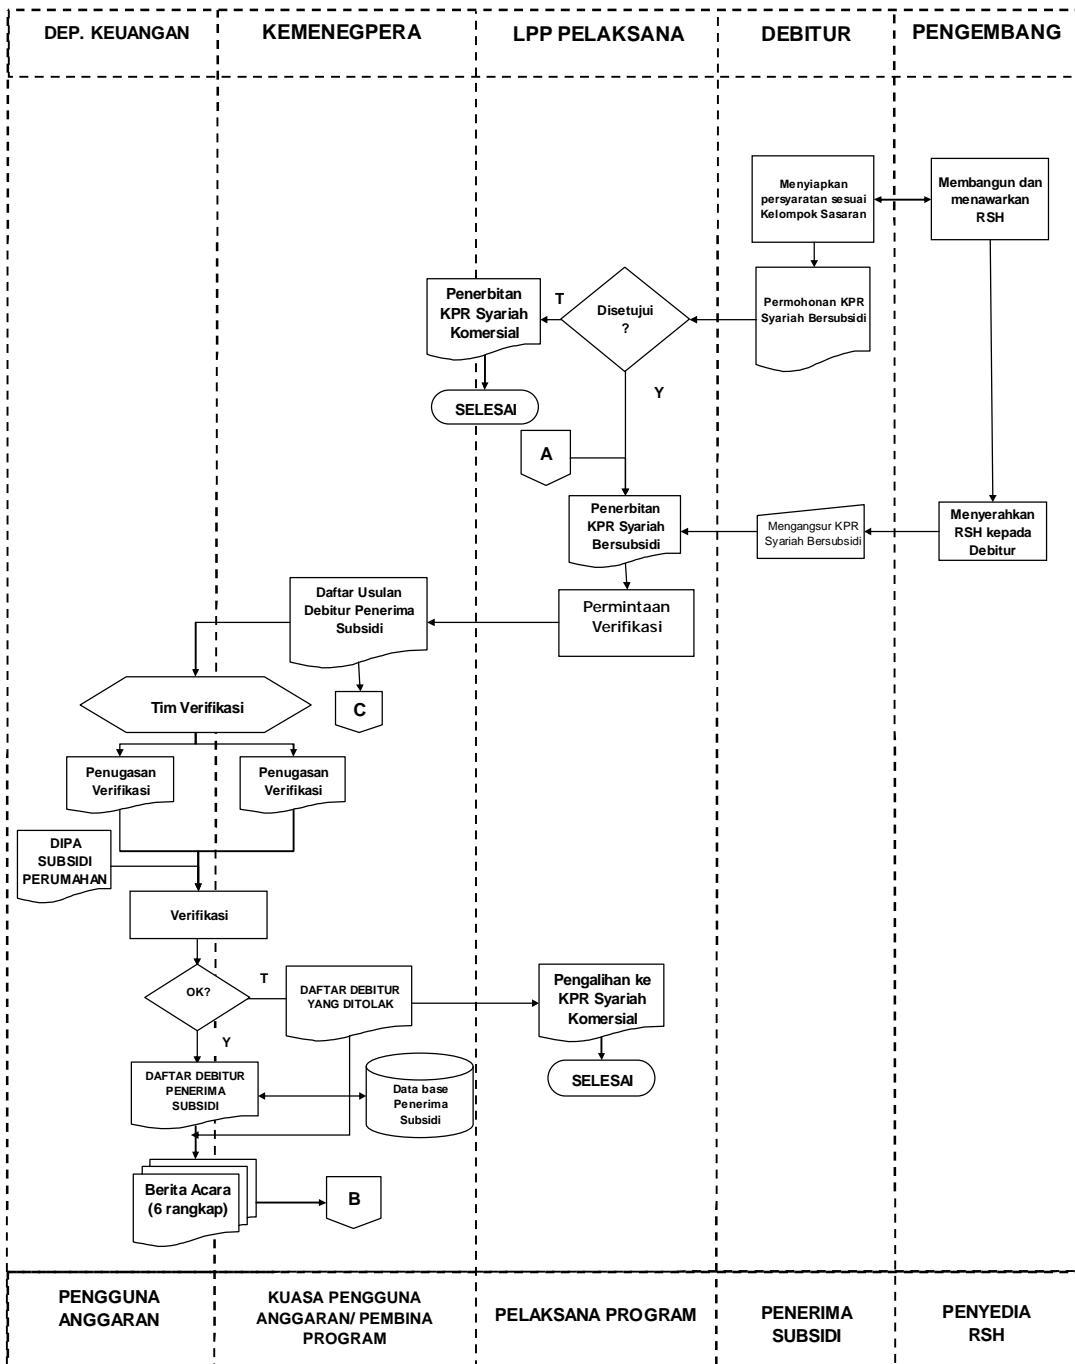 DEP. KEUANGAN
KEMENEGPERA
LPP PELAKSANA
DEBITUR
PENGEMBANG
Menyiapkan
persyaratan sesuai
Kelompok Sasaran
Membangun dan
menawarkan
RSH
Penerbitan
KPR Syariah
Komersial
T
Disetujui
?
Permohonan KPR
Syariah Bersubsidi
Y
SELESAI
A
Penerbitan
KPR Syariah
Bersubsidi
Mengangsur KPR
Syariah Bersubsidi
Menyerahkan
RSH kepada
Debitur
Daftar Usulan
Debitur Penerima
Subsidi
Permintaan
Verifikasi
Tim Verifikasi
C
Penugasan
Verifikasi
Penugasan
Verifikasi
DIPA
SUBSIDI
PERUMAHAN
Verifikasi
OK?
T
DAFTAR DEBITUR
YANG DITOLAK
Pengalihan ke
KPR Syariah
Komersial
Y
DAFTAR DEBITUR
PENERIMA
SUBSIDI
Data base
Penerima
Subsidi
SELESAI
Berita Acara
(6 rangkap)
B
PENGGUNA
ANGGARAN
KUASA PENGGUNA
ANGGARAN/ PEMBINA
PROGRAM
PELAKSANA PROGRAM
PENERIMA
SUBSIDI
PENYEDIA
RSH